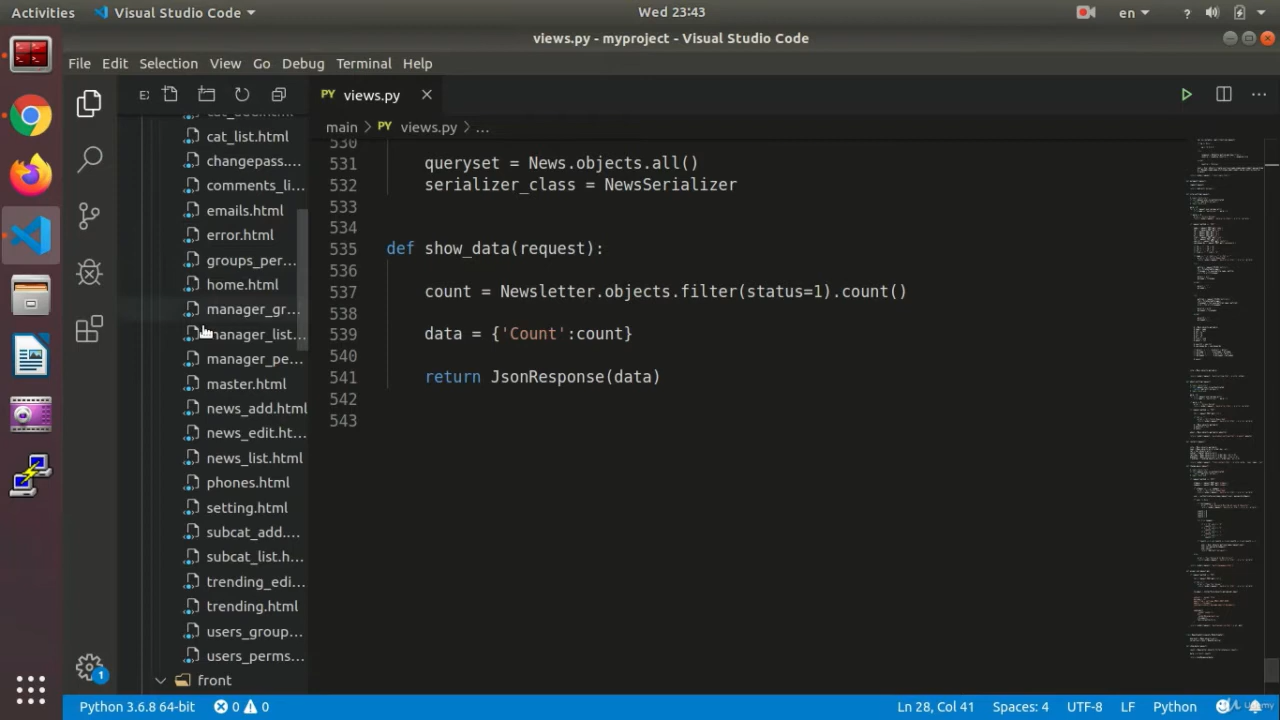 Activities
Visual Studio Code
Wed 23:43
en
views.py - myproject - Visual Studio Code
File Edit Selection View Go Debug Terminal Help
views.py
main > views.py > ...
cat_list.html
changepass....
comments_li...
emails.html
error.html
groups_per...
home.html
manager_gr...
manager_list...
manager_pe...
master.html
news_add.html
news_edit.ht...
news_list.html
phones.html
setting.html
subcat_add....
subcat_list.h...
trending_edi...
trending.html
users_group...
users_perms...
front
530
531 queryset = News.objects.all()
532 serializer_class = NewsSerializer
533
534
535 def show_data(request):
536
537 count = Newsletter.objects.filter(status=1).count()
538
539 data = {'Count':count}
540
541 return JsonResponse(data)
542
543
1
Python 3.6.8 64-bit
0 0
Ln 28, Col 41
Spaces: 4
UTF-8
LF
Python
Udemy